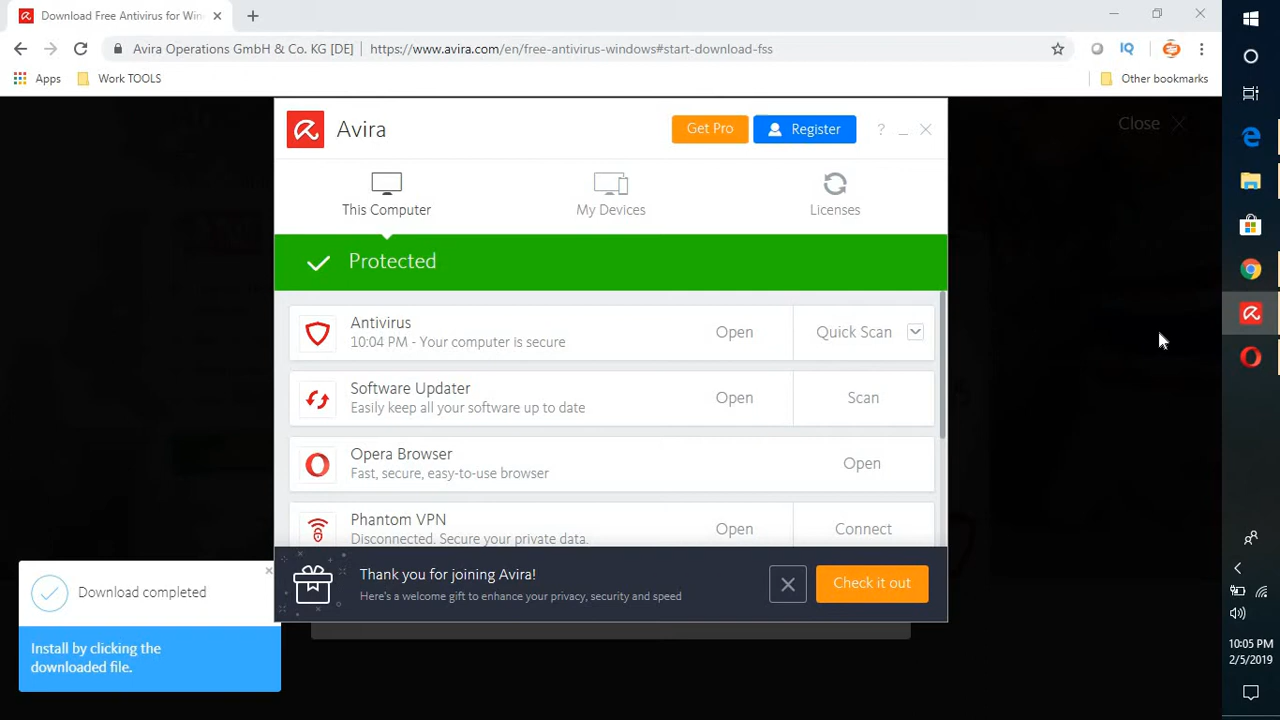 Download Free Antivirus for Win
Avira Operations GmbH & Co. KG [DE] | https://www.avira.com/en/free-antivirus-windows#start-download-fss
IQ
Apps Work TOOLS Other bookmarks
Close
Avira Get Pro Register ?
This Computer My Devices Licenses
Protected
Antivirus
10:04 PM - Your computer is secure
Open Quick Scan
Software Updater
Easily keep all your software up to date
Open Scan
Opera Browser
Fast, secure, easy-to-use browser
Open
Phantom VPN
Disconnected. Secure your private data.
Open Connect
Thank you for joining Avira!
Here's a welcome gift to enhance your privacy, security and speed
Check it out
Download completed
Install by clicking the
downloaded file.
10:05 PM
2/5/2019